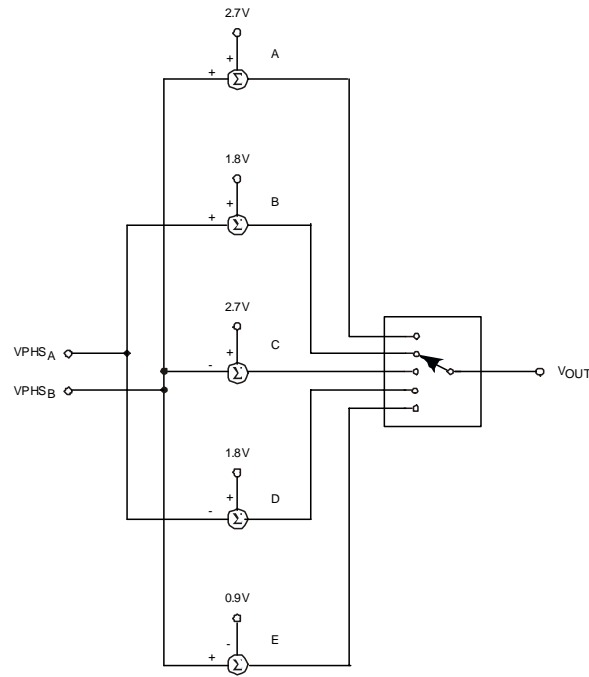 2.7V
A
+
+
Σ
1.8V
B
+
+
Σ
2.7V
C
+
-
Σ
VPHSA
VPHSB
VOUT
1.8V
D
+
-
Σ
0.9V
E
-
+
Σ